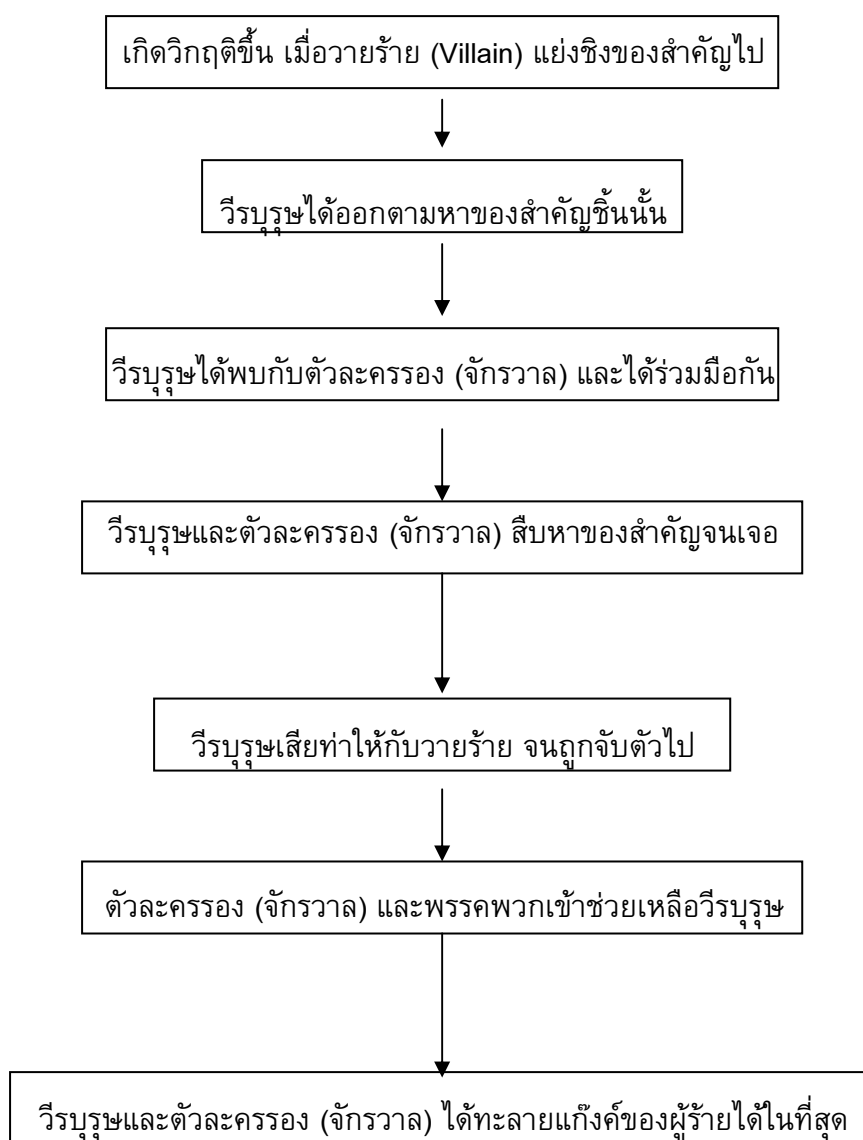 เกิดวิกฤติขึ้น เมื่อวายร้าย (Villain) แย่งชิงของสำคัญไป
วีรบุรุษได้ออกตามหาของสำคัญชิ้นนั้น
วีรบุรุษได้พบกับตัวละครรอง (จักรวาล) และได้ร่วมมือกัน
วีรบุรุษและตัวละครรอง (จักรวาล) สืบหาของสำคัญจนเจอ
วีรบุรุษเสียท่าให้กับวายร้าย จนถูกจับตัวไป
ตัวละครรอง (จักรวาล) และพรรคพวกเข้าช่วยเหลือวีรบุรุษ
วีรบุรุษและตัวละครรอง (จักรวาล) ได้ทะลายแก๊งค์ของผู้ร้ายได้ในที่สุด